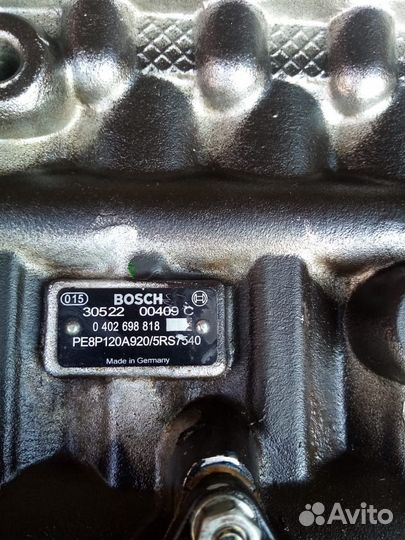 015 BOSCH
30522 00409 C
0 402 698 818
PE8P120A920/5RS7540
Made in Germany
Avito